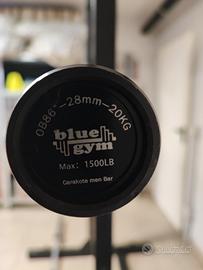 OB86"-28mm-20KG
blue
gym
Max: 1500LB
Cerakote men Bar